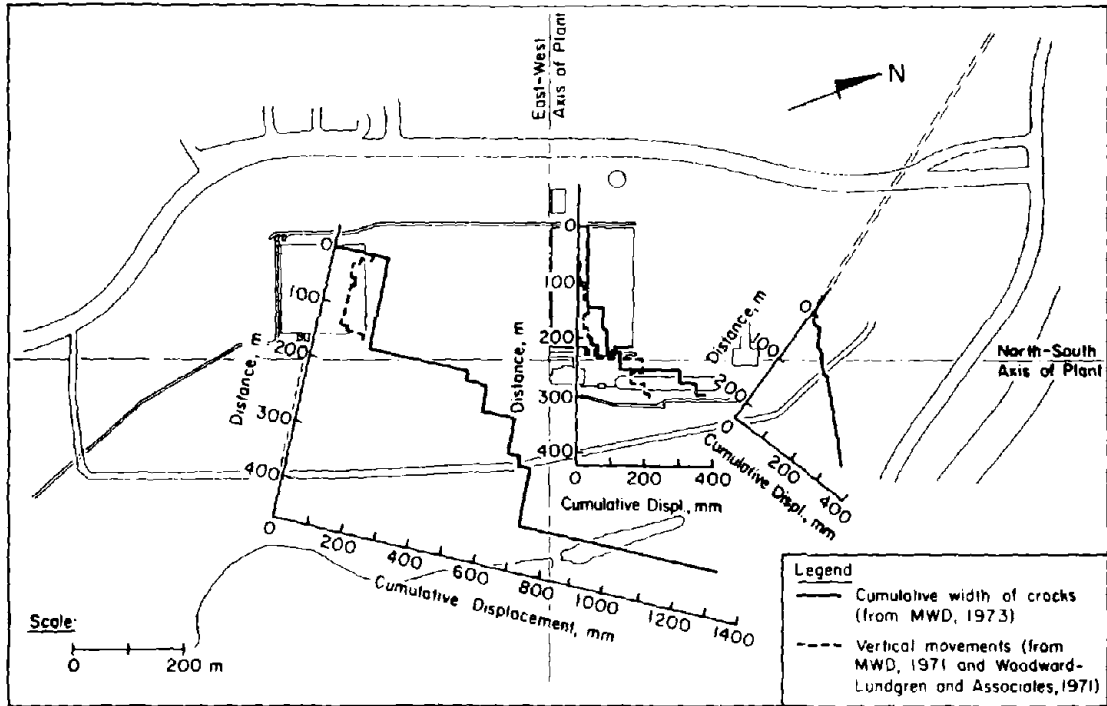 East-West
Axis of Plant
N
0
100
200
300
400
Distance, m
0
200
400
600
800
1000
1200
1400
Cumulative Displacement, mm
0
100
200
300
400
Distance, m
0
200
400
Cumulative Displ., mm
0
100
200
Distance, m
0
200
400
Cumulative Displ., mm
North-South
Axis of Plant
Scale:
0
200 m
Legend
Cumulative width of cracks
(from MWD, 1973)
Vertical movements (from
MWD, 1971 and Woodward-
Lundgren and Associates, 1971)